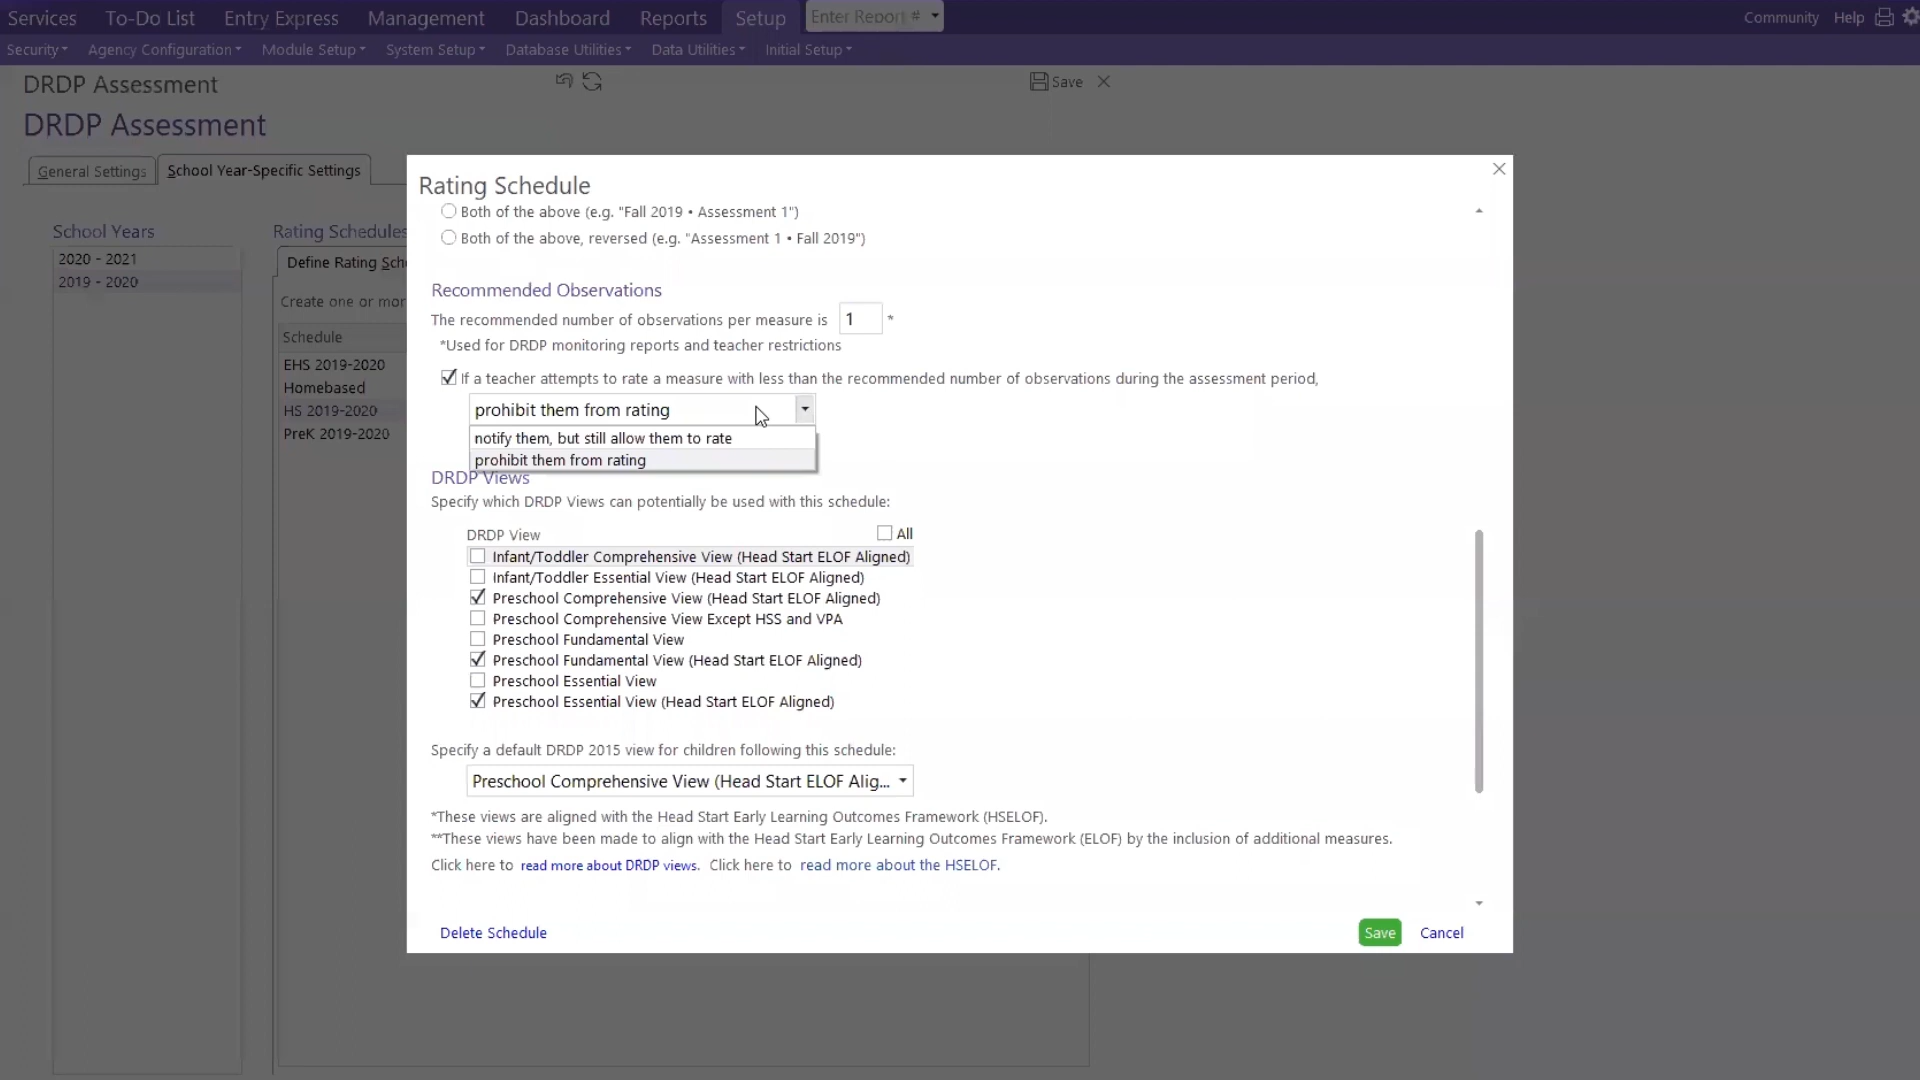 Services To-Do List Entry Express Management Dashboard Reports Setup Enter Report # Community Help
Security Agency Configuration Module Setup System Setup Database Utilities Data Utilities Initial Setup
DRDP Assessment Save
DRDP Assessment
General Settings School Year-Specific Settings
School Years
2020 - 2021
2019 - 2020
Rating Schedules
Define Rating Sch
Create one or mor
Schedule
EHS 2019-2020
Homebased
HS 2019-2020
PreK 2019-2020
Rating Schedule
Both of the above (e.g. "Fall 2019 • Assessment 1")
Both of the above, reversed (e.g. "Assessment 1 • Fall 2019")
Recommended Observations
The recommended number of observations per measure is 1 *
*Used for DRDP monitoring reports and teacher restrictions
If a teacher attempts to rate a measure with less than the recommended number of observations during the assessment period,
prohibit them from rating
notify them, but still allow them to rate
prohibit them from rating
DRDP Views
Specify which DRDP Views can potentially be used with this schedule:
DRDP View All
Infant/Toddler Comprehensive View (Head Start ELOF Aligned)
Infant/Toddler Essential View (Head Start ELOF Aligned)
Preschool Comprehensive View (Head Start ELOF Aligned)
Preschool Comprehensive View Except HSS and VPA
Preschool Fundamental View
Preschool Fundamental View (Head Start ELOF Aligned)
Preschool Essential View
Preschool Essential View (Head Start ELOF Aligned)
Specify a default DRDP 2015 view for children following this schedule:
Preschool Comprehensive View (Head Start ELOF Alig...
*These views are aligned with the Head Start Early Learning Outcomes Framework (HSELOF).
**These views have been made to align with the Head Start Early Learning Outcomes Framework (ELOF) by the inclusion of additional measures.
Click here to read more about DRDP views. Click here to read more about the HSELOF.
Delete Schedule Save Cancel